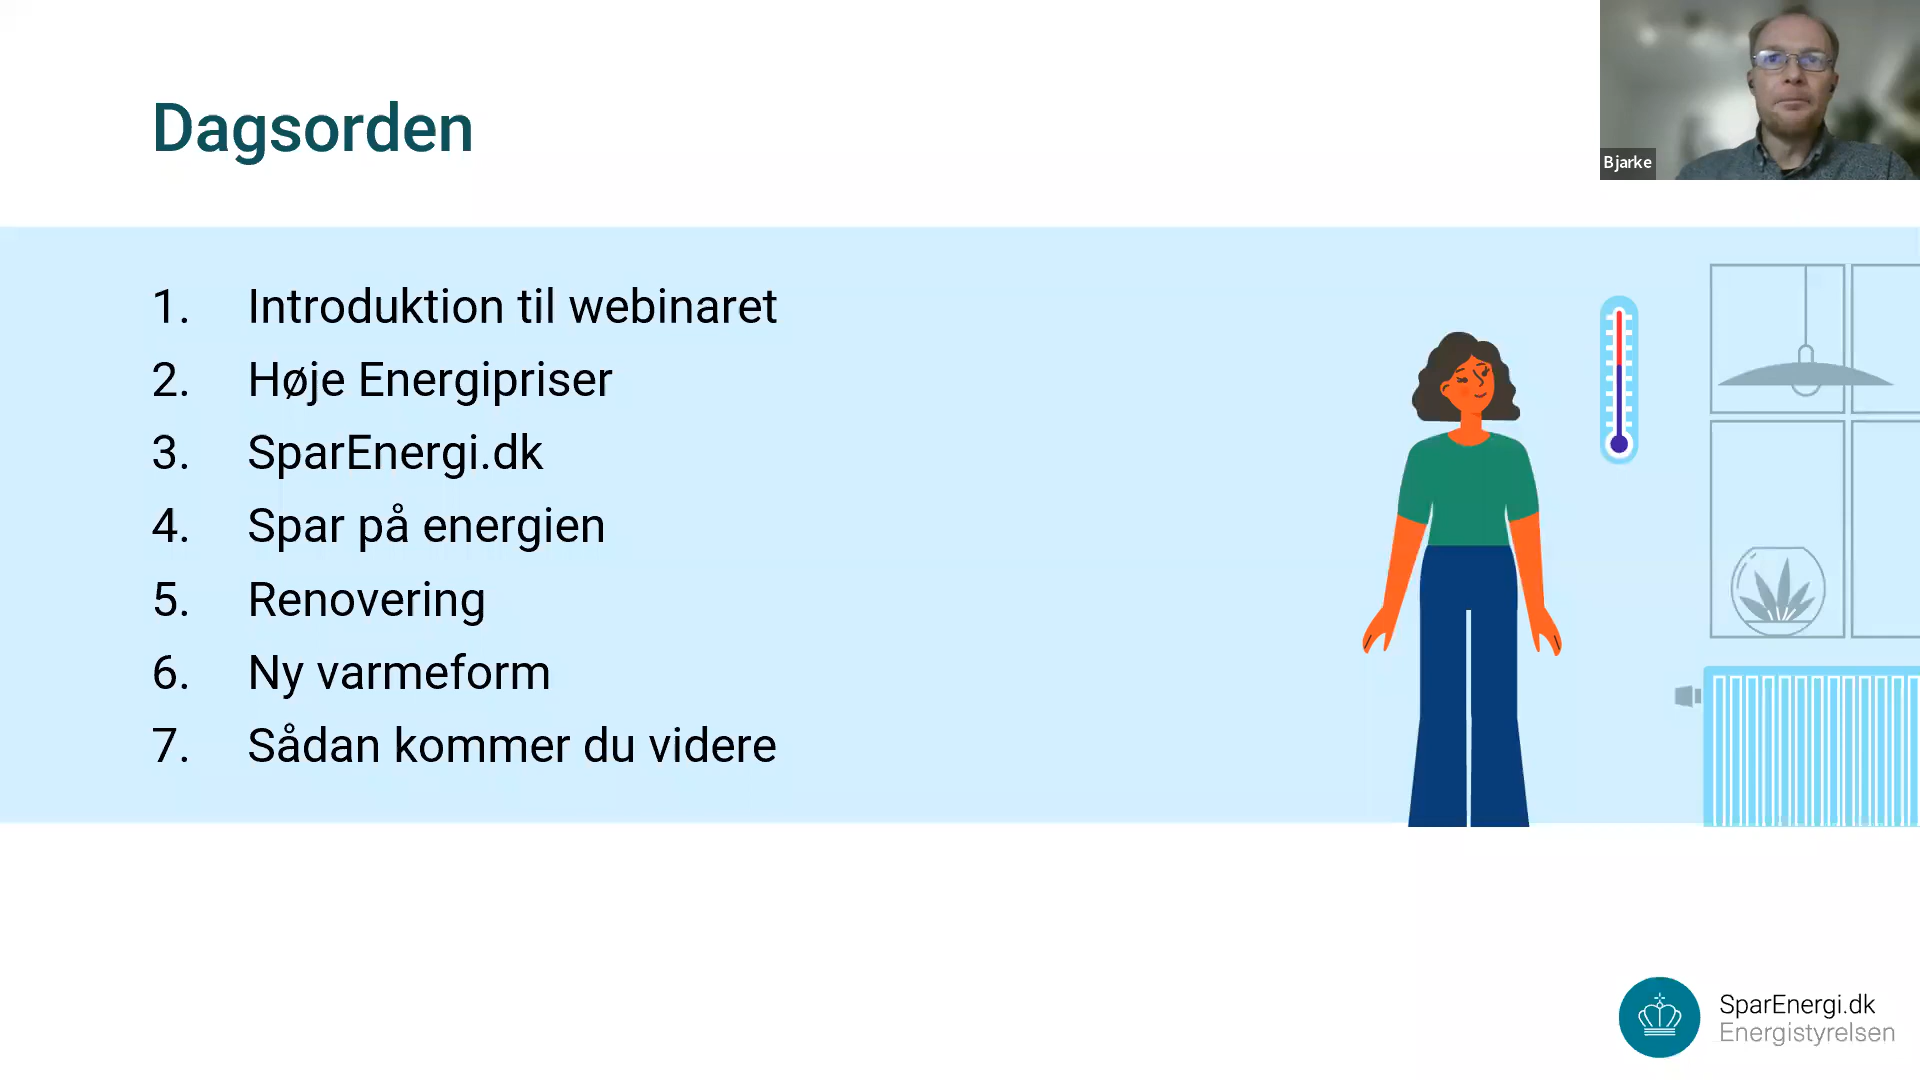 Dagsorden
Bjarke
1. Introduktion til webinaret
2. Høje Energipriser
3. SparEnergi.dk
4. Spar på energien
5. Renovering
6. Ny varmeform
7. Sådan kommer du videre
SparEnergi.dk
Energistyrelsen